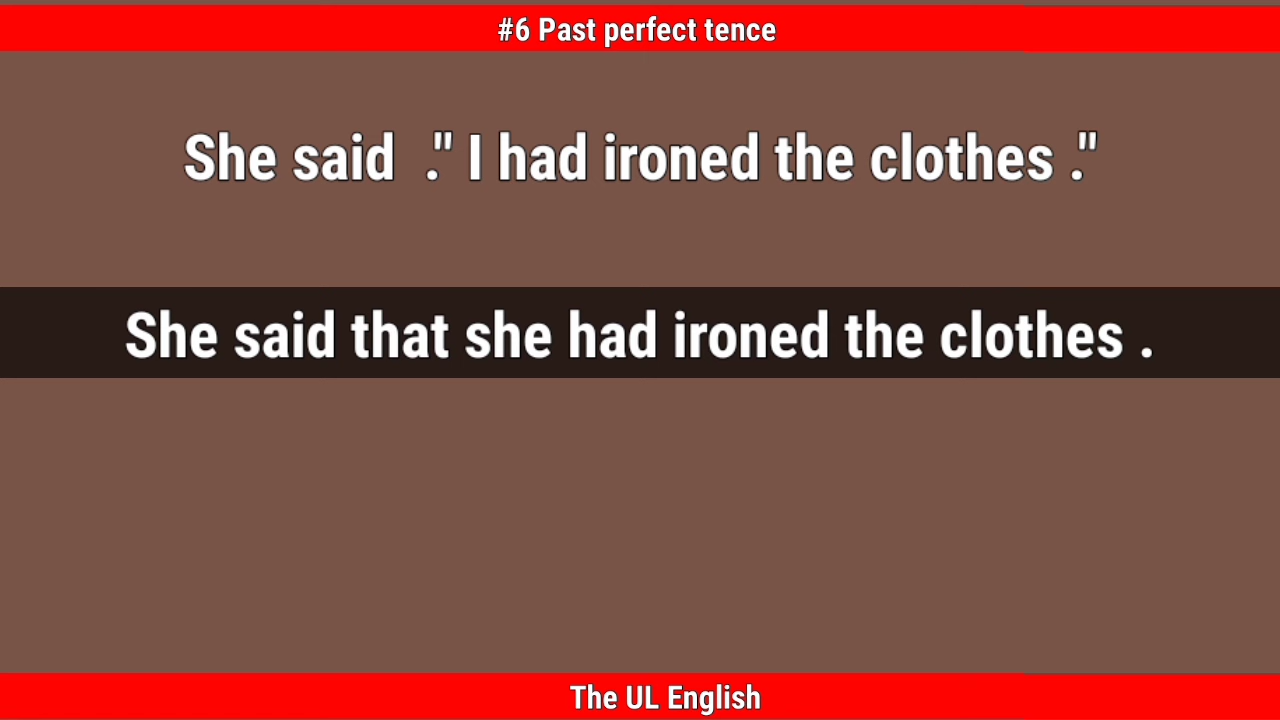 #6 Past perfect tence
She said  ." I had ironed the clothes ."
She said that she had ironed the clothes .
The UL English